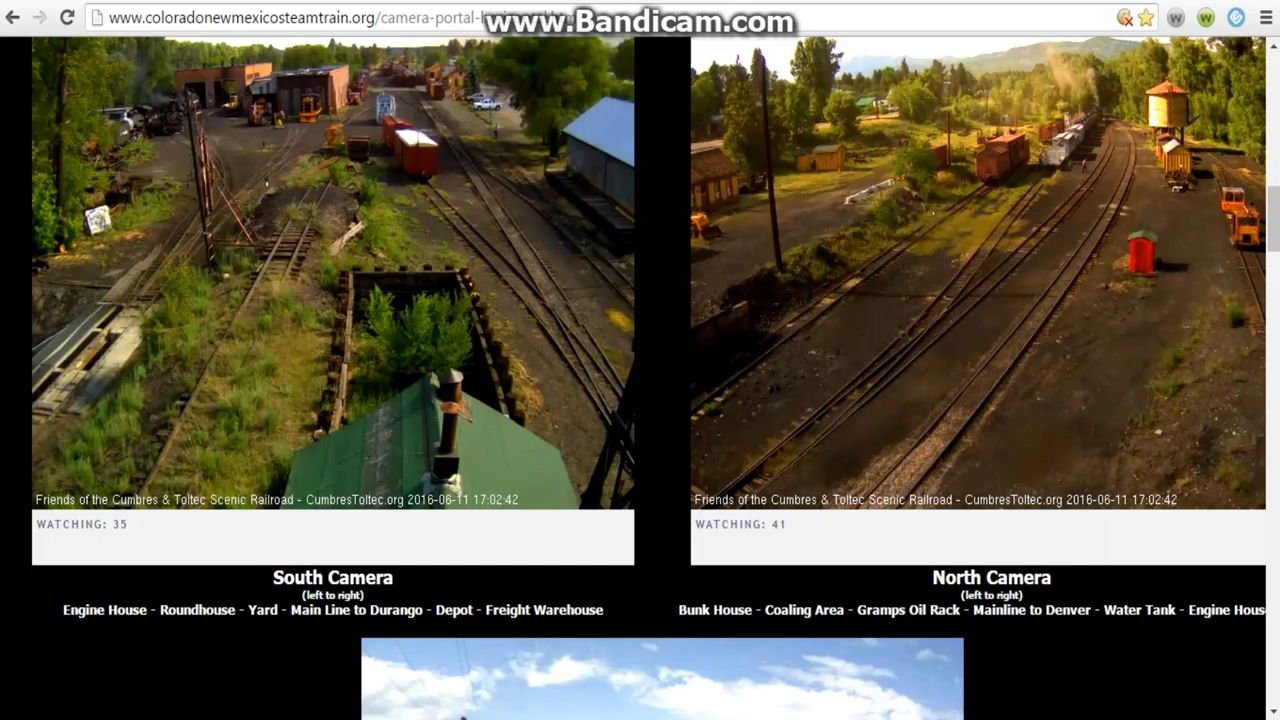 www.coloradonewmexicosteamtrain.org/camera-portal
www.Bandicam.com
Friends of the Cumbres & Toltec Scenic Railroad - CumbresToltec.org 2016-06-11 17:02:42
Friends of the Cumbres & Toltec Scenic Railroad - CumbresToltec.org 2016-06-11 17:02:42
WATCHING: 35
WATCHING: 41
South Camera
(left to right)
Engine House - Roundhouse - Yard - Main Line to Durango - Depot - Freight Warehouse
North Camera
(left to right)
Bunk House - Coaling Area - Gramps Oil Rack - Mainline to Denver - Water Tank - Engine Hous